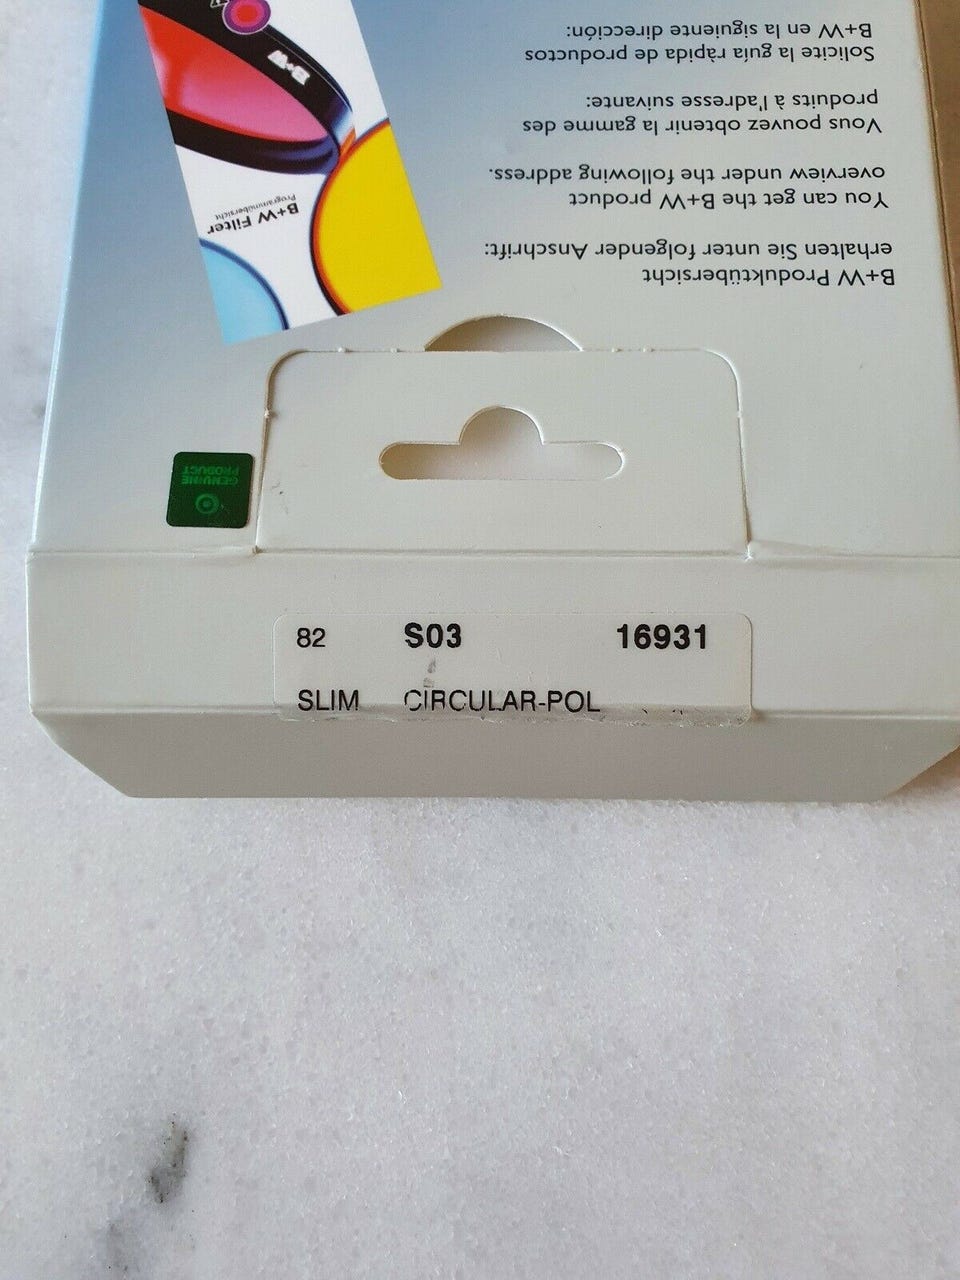 B+W Produktübersicht
erhalten Sie unter folgender Anschrift:
You can get the B+W product
overview under the following address.
Vous pouvez obtenir la gamme des
produits à l'adresse suivante:
Solicite la guía ràpida de productos
B+W en la siguiente dirección:
B+W Filter
Programmübersicht
B+W
GENUINE
PRODUCT
82 S03 16931
SLIM CIRCULAR-POL